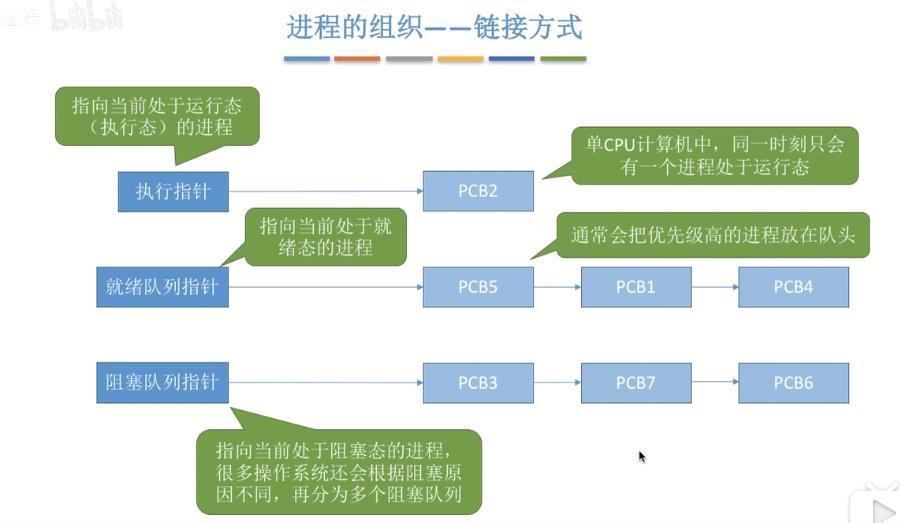 bilibili
进程的组织——链接方式
指向当前处于运行态
（执行态）的进程
单CPU计算机中，同一时刻只会
有一个进程处于运行态
执行指针
PCB2
指向当前处于就
绪态的进程
通常会把优先级高的进程放在队头
就绪队列指针
PCB5
PCB1
PCB4
阻塞队列指针
PCB3
PCB7
PCB6
指向当前处于阻塞态的进程，
很多操作系统还会根据阻塞原
因不同，再分为多个阻塞队列